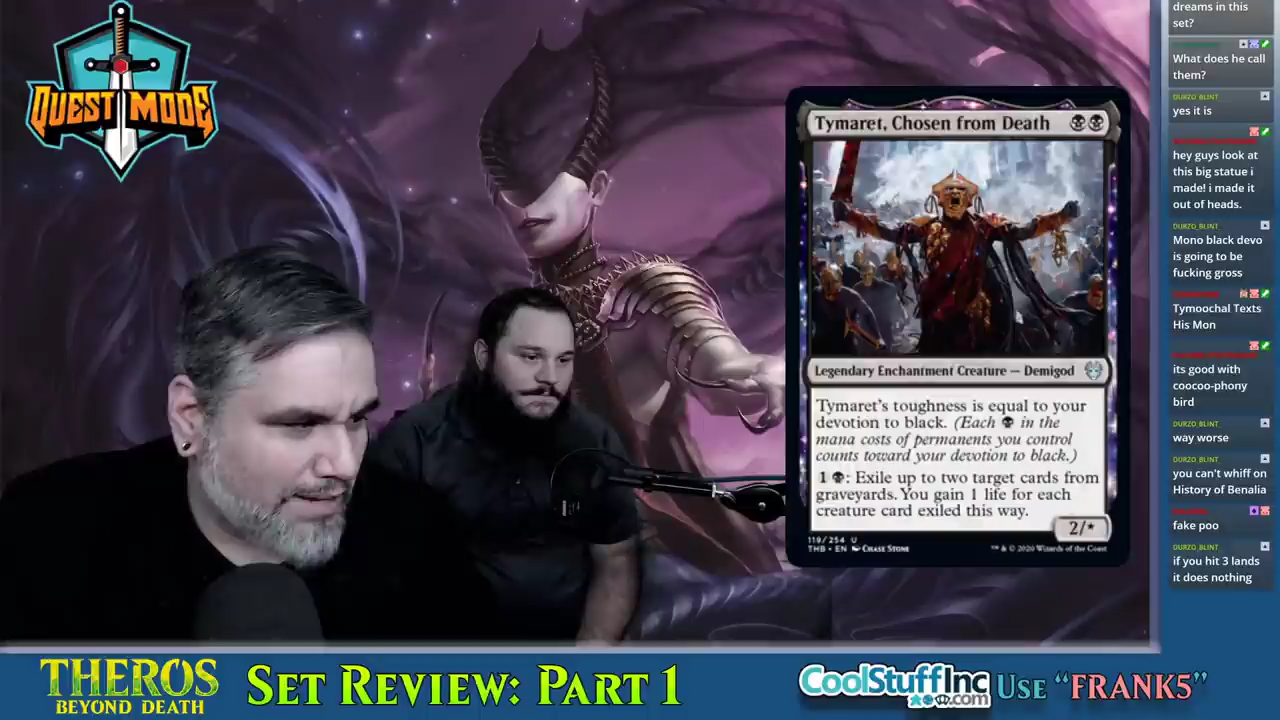 QUEST MODE
Tymaret, Chosen from Death
Legendary Enchantment Creature — Demigod
Tymaret's toughness is equal to your
devotion to black. (Each in the
mana costs of permanents you control
counts toward your devotion to black.)
1 : Exile up to two target cards from
graveyards. You gain 1 life for each
creature card exiled this way.
2/*
119/254 U
THB • EN Chase Stone
™ & © 2020 Wizards of the Coast
dreams in this
set?
What does he call
them?
DURZO_BLINT_
yes it is
hey guys look at
this big statue i
made! i made it
out of heads.
DURZO_BLINT_
Mono black devo
is going to be
fucking gross
Tymoochal Texts
His Mon
its good with
coocoo-phony
bird
DURZO_BLINT_
way worse
DURZO_BLINT_
you can't whiff on
History of Benalia
fake poo
DURZO_BLINT_
if you hit 3 lands
it does nothing
THEROS
BEYOND DEATH
Set Review: Part 1
CoolStuffInc
.com
Use “FRANK5”